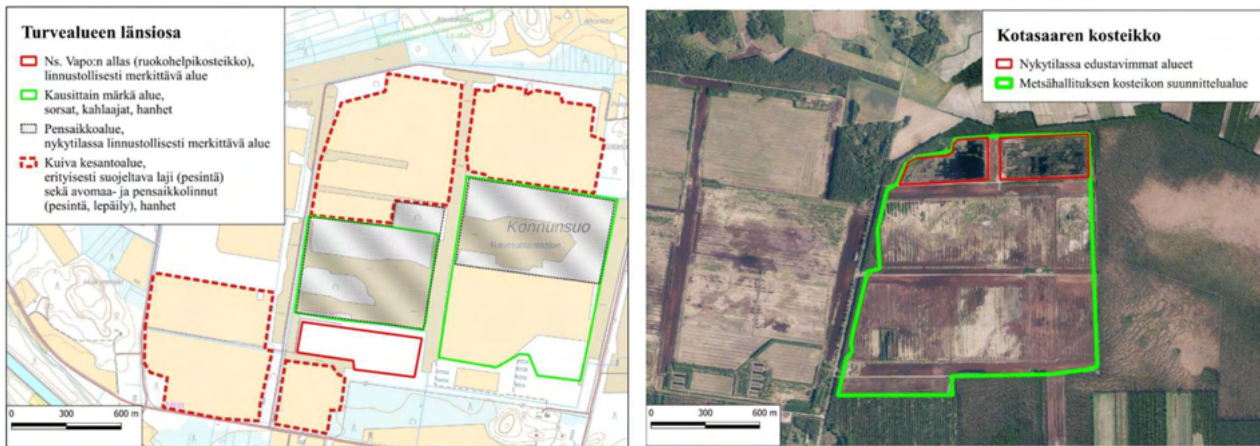 Turvealueen länsiosa
Ns. Vapo:n allas (ruokohelpikosteikko),
linnustollisesti merkittävä alue
Kausittain märkä alue,
sorsat, kahlaajat, hanhet
Pensaikkoalue,
nykytilassa linnustollisesti merkittävä alue
Kuiva kesantoalue,
erityisesti suojeltava laji (pesintä)
sekä avomaa- ja pensaikkolinnut
(pesintä, lepäily), hanhet
Konnunsuo
0 300 600 m
Kotasaaren kosteikko
Nykytilassa edustavimmat alueet
Metsähallituksen kosteikon suunnittelualue
0 300 600 m